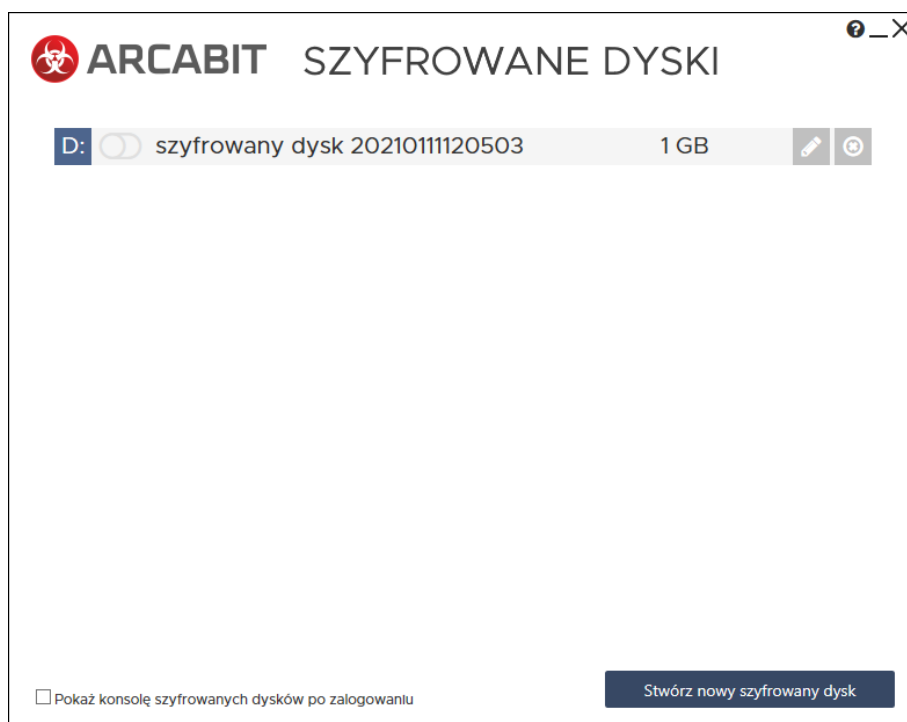 ARCABIT SZYFROWANE DYSKI
D: szyfrowany dysk 20210111120503 1 GB
Pokaż konsolę szyfrowanych dysków po zalogowaniu
Stwórz nowy szyfrowany dysk